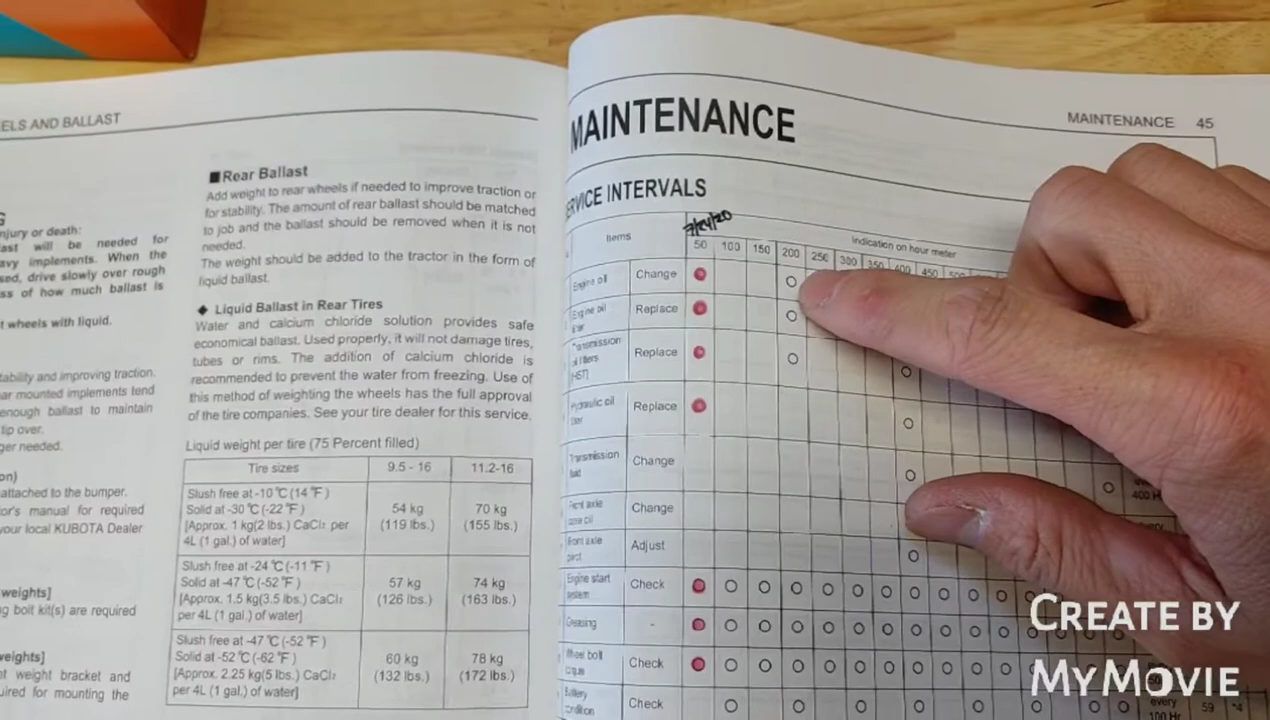 ELS AND BALLAST
njury or death:
ast will be needed for
avy implements. When the
sed, drive slowly over rough
ss of how much ballast is
t wheels with liquid.
tability and improving traction.
ar mounted implements tend
enough ballast to maintain
tip over.
ger needed.
on)
attached to the bumper.
tor's manual for required
your local KUBOTA Dealer
weights]
ng bolt kit(s) are required
weights]
nt weight bracket and
uired for mounting the
■Rear Ballast
Add weight to rear wheels if needed to improve traction or
for stability. The amount of rear ballast should be matched
to job and the ballast should be removed when it is not
needed.
The weight should be added to the tractor in the form of
liquid ballast.
◆ Liquid Ballast in Rear Tires
Water and calcium chloride solution provides safe
economical ballast. Used properly, it will not damage tires,
tubes or rims. The addition of calcium chloride is
recommended to prevent the water from freezing. Use of
this method of weighting the wheels has the full approval
of the tire companies. See your tire dealer for this service.
Liquid weight per tire (75 Percent filled)
Tire sizes 9.5 - 16 11.2-16
Slush free at -10 ℃ (14 ℉)
Solid at -30 ℃ (-22 ℉) 54 kg 70 kg
[Approx. 1 kg(2 lbs.) CaCl₂ per (119 lbs.) (155 lbs.)
4L (1 gal.) of water]
Slush free at -24 ℃ (-11 ℉)
Solid at -47 ℃ (-52 ℉) 57 kg 74 kg
[Approx. 1.5 kg(3.5 lbs.) CaCl₂ (126 lbs.) (163 lbs.)
per 4L (1 gal.) of water]
Slush free at -47 ℃ (-52 ℉)
Solid at -52 ℃ (-62 ℉) 60 kg 78 kg
[Approx. 2.25 kg(5 lbs.) CaCl₂ (132 lbs.) (172 lbs.)
per 4L (1 gal.) of water]
MAINTENANCE 45
MAINTENANCE
SERVICE INTERVALS
7/24/20
Items Indication on hour meter
50 100 150 200 250 300 350 400 450
Engine oil Change
Engine oil Replace
Transmission Replace
[HST]
Hydraulic oil Replace
Transmission Change
fluid
Front axle Change
case oil
Front axle Adjust
pivot
Engine start Check
system
Greasing -
Wheel bolt Check
torque
Battery Check
condition
400 H
every
100 Hr 59 *4
CREATE BY
MYMOVIE